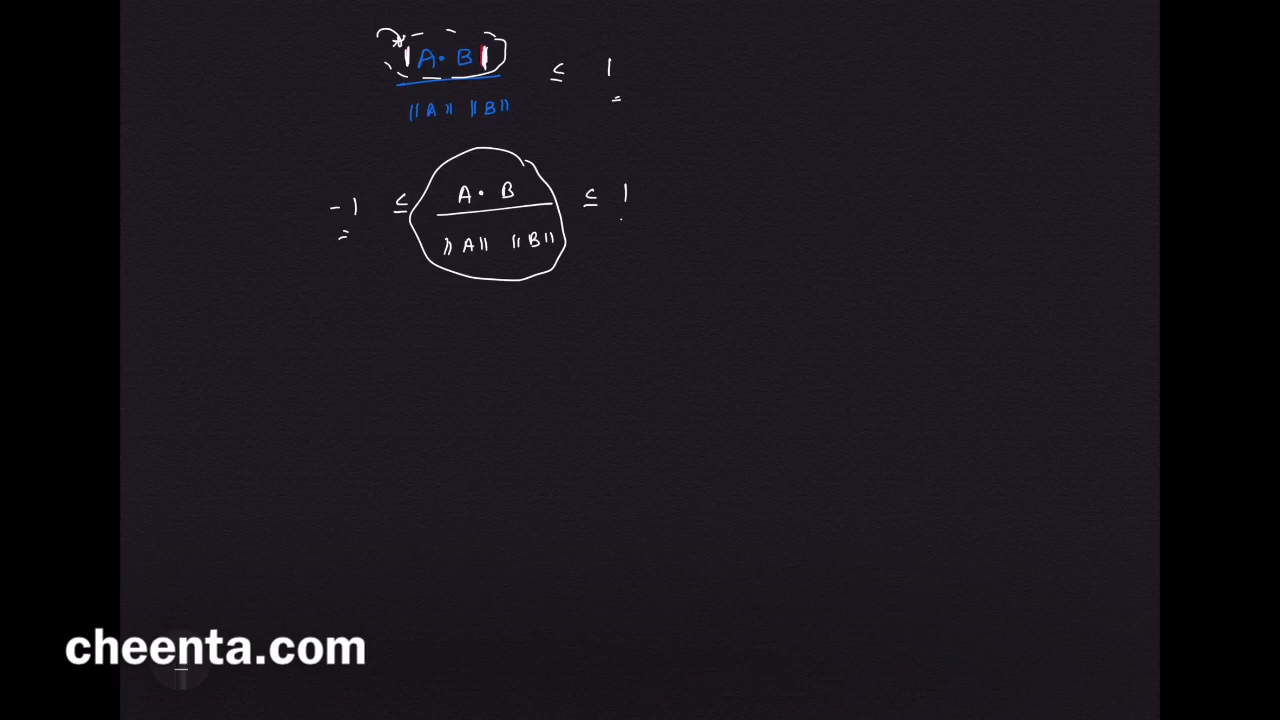 |A · B|
‖A‖ ‖B‖
≤ 1
-1 ≤
A · B
‖A‖ ‖B‖
≤ 1
cheenta.com